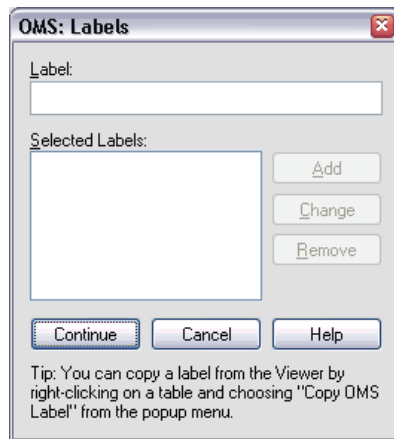 OMS: Labels
Label:
Selected Labels:
Add
Change
Remove
Continue Cancel Help
Tip: You can copy a label from the Viewer by
right-clicking on a table and choosing "Copy OMS
Label" from the popup menu.